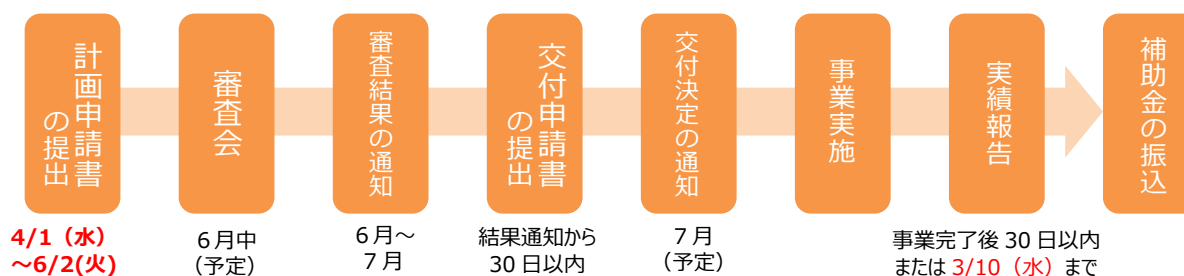 計画申請書
の提出
審査会
審査結果の通知
交付申請書
の提出
交付決定の通知
事業実施
実績報告
補助金の振込
4/1（水）
～6/2(火)
６月中
（予定）
６月～
７月
結果通知から
30 日以内
７月
（予定）
事業完了後 30 日以内
または 3/10（水）まで